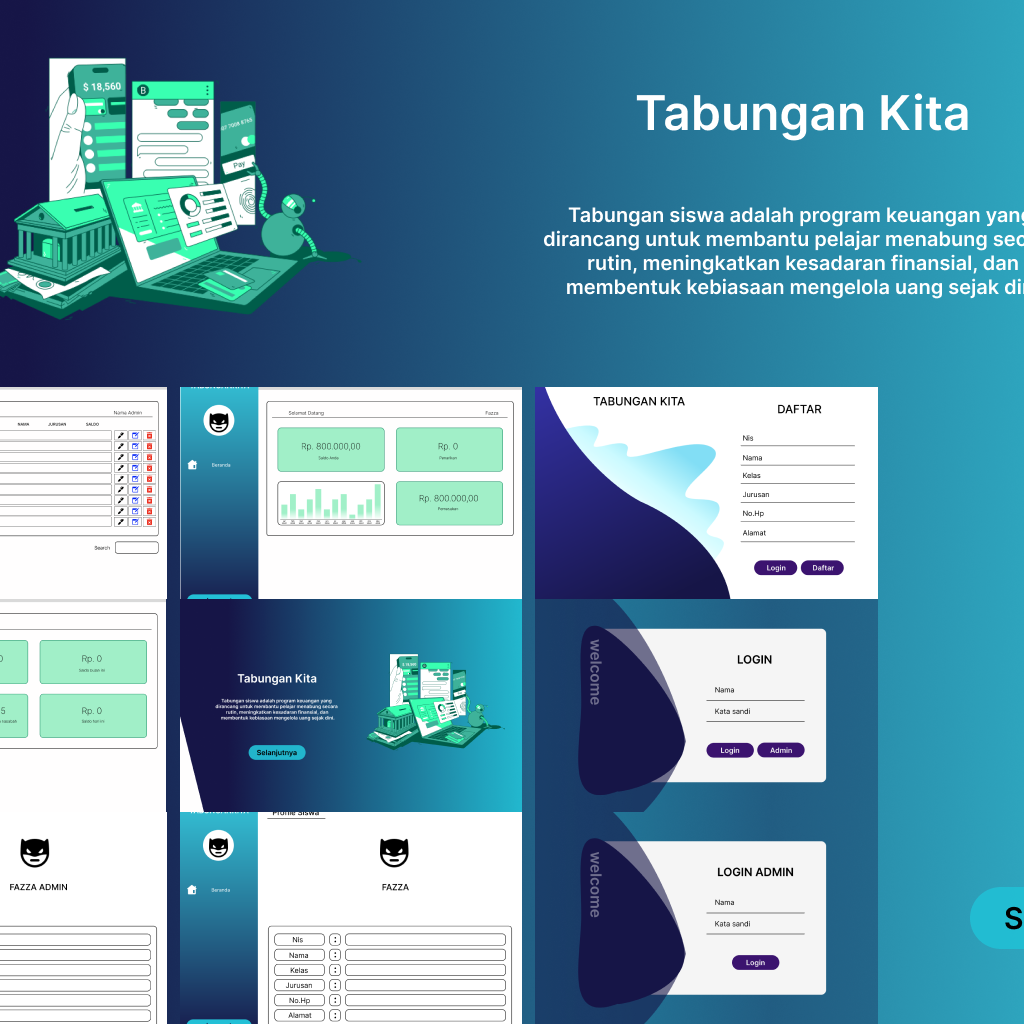 Tabungan Kita
Tabungan siswa adalah program keuangan yang
dirancang untuk membantu pelajar menabung
rutin, meningkatkan kesadaran finansial, dan
membentuk kebiasaan mengelola uang sejak
$ 18,560
B
Pay
Nama Admin
NAMA JURUSAN SALDO
Search
Beranda
Selamat Datang Fazza
Rp. 800.000,00
Saldo Anda
Rp. 0
Penarikan
Rp. 800.000,00
Pemasukan
TABUNGAN KITA
DAFTAR
Nis
Nama
Kelas
Jurusan
No.Hp
Alamat
Login Daftar
Rp. 0
Rp. 0
Tabungan Kita
Tabungan siswa adalah program keuangan yang
dirancang untuk membantu pelajar menabung secara
rutin, meningkatkan kesadaran finansial, dan
membentuk kebiasaan mengelola uang sejak dini.
Selanjutnya
$ 18,560
welcome
LOGIN
Nama
Kata sandi
Login Admin
FAZZA ADMIN
Profile Siswa
Beranda
FAZZA
Nis :
Nama :
Kelas :
Jurusan :
No.Hp :
Alamat :
welcome
LOGIN ADMIN
Nama
Kata sandi
Login
S